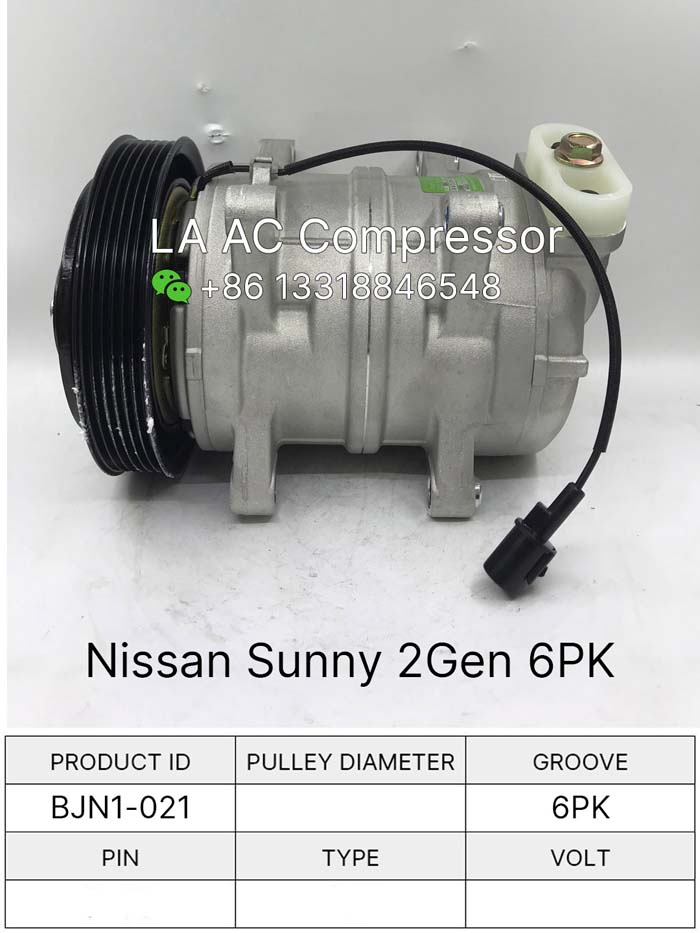 LA AC Compressor
+86 13318846548
Nissan Sunny 2Gen 6PK
PRODUCT ID PULLEY DIAMETER GROOVE
BJN1-021 6PK
PIN TYPE VOLT